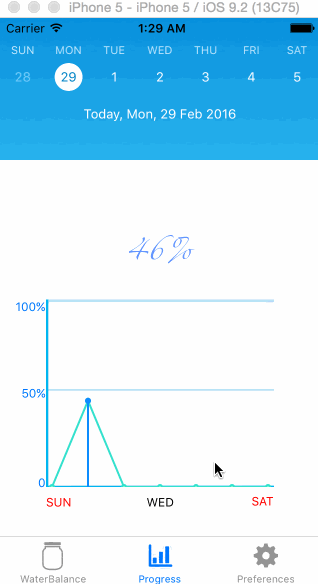 iPhone 5 - iPhone 5 / iOS 9.2 (13C75)
Carrier 1:29 AM
SUN MON TUE WED THU FRI SAT
28 29 1 2 3 4 5
Today, Mon, 29 Feb 2016
46%
100%
50%
0
SUN WED SAT
WaterBalance Progress Preferences